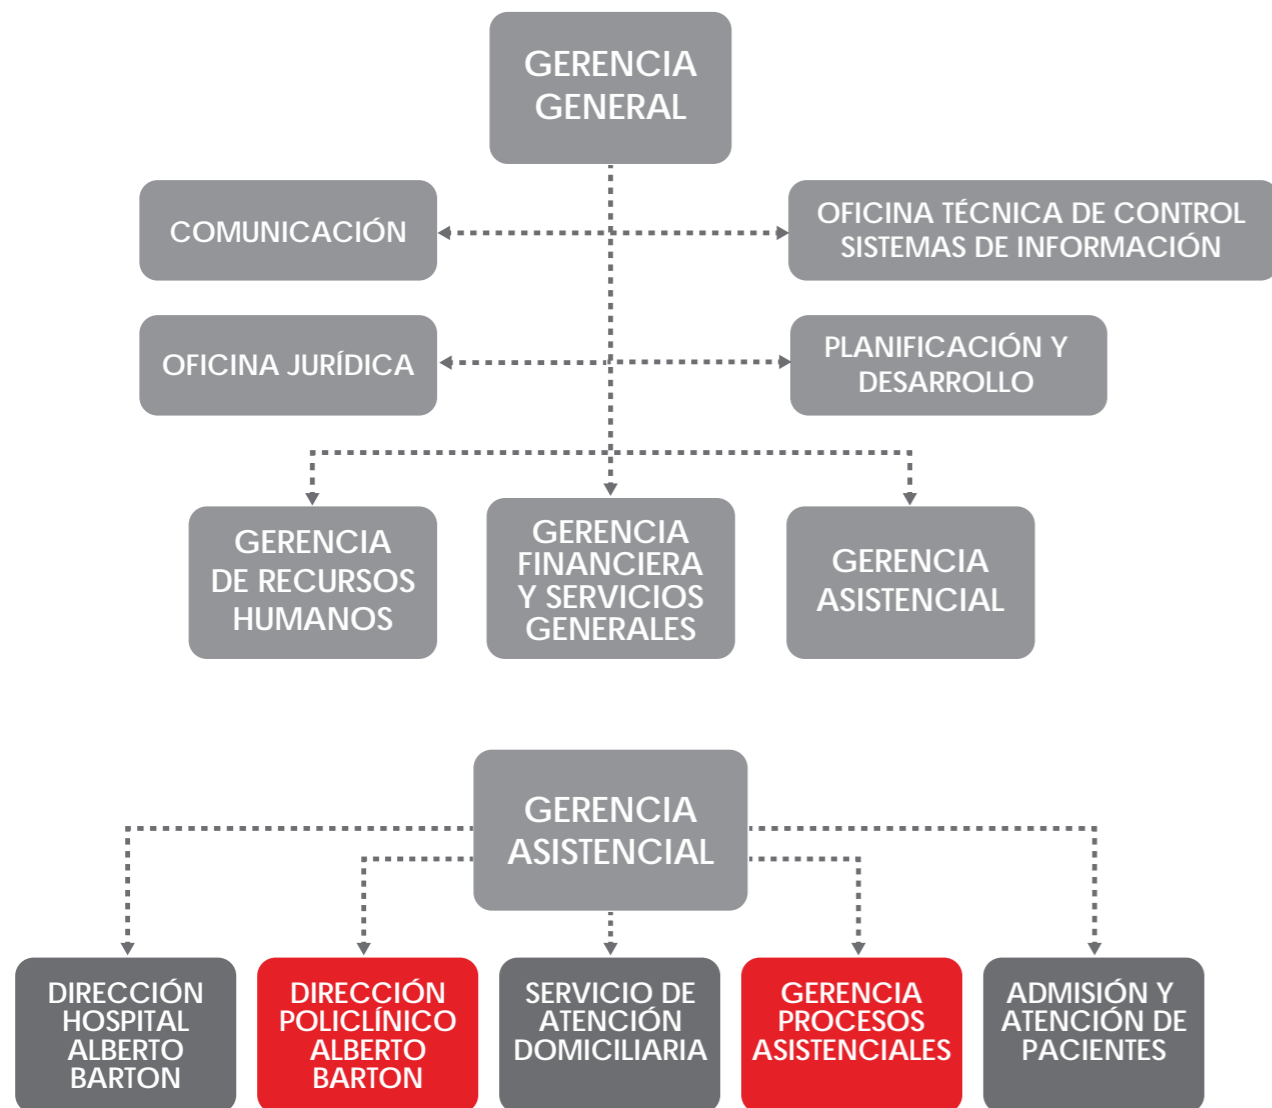 GERENCIA
GENERAL
COMUNICACIÓN
OFICINA TÉCNICA DE CONTROL
SISTEMAS DE INFORMACIÓN
OFICINA JURÍDICA
PLANIFICACIÓN Y
DESARROLLO
GERENCIA
DE RECURSOS
HUMANOS
GERENCIA
FINANCIERA
Y SERVICIOS
GENERALES
GERENCIA
ASISTENCIAL
GERENCIA
ASISTENCIAL
DIRECCIÓN
HOSPITAL
ALBERTO
BARTON
DIRECCIÓN
POLICLÍNICO
ALBERTO
BARTON
SERVICIO DE
ATENCIÓN
DOMICILIARIA
GERENCIA
PROCESOS
ASISTENCIALES
ADMISIÓN Y
ATENCIÓN DE
PACIENTES